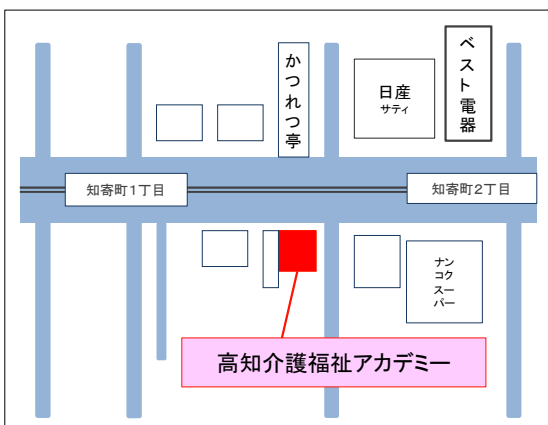 かつれつ亭
日産
サティ
ベスト電器
知寄町1丁目
知寄町2丁目
ナン
コク
スー
パー
高知介護福祉アカデミー